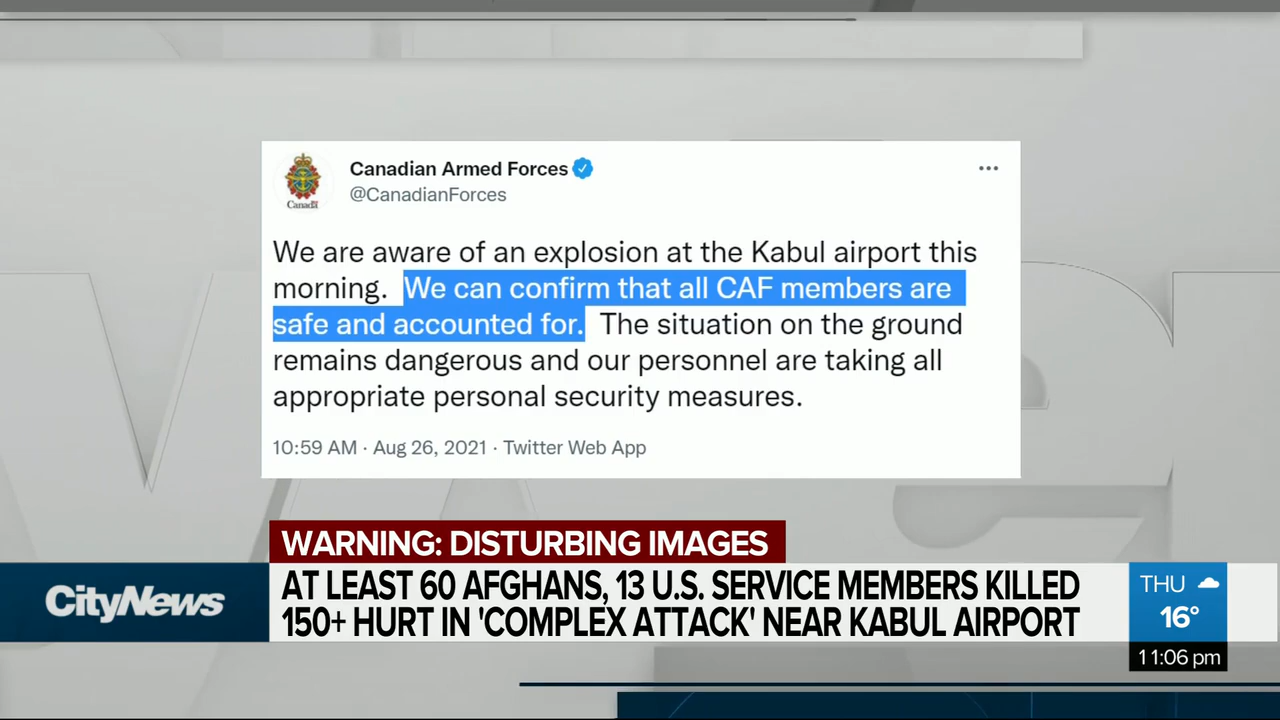 Canadian Armed Forces
@CanadianForces
Canada
We are aware of an explosion at the Kabul airport this
morning. We can confirm that all CAF members are
safe and accounted for. The situation on the ground
remains dangerous and our personnel are taking all
appropriate personal security measures.
10:59 AM · Aug 26, 2021 · Twitter Web App
WARNING: DISTURBING IMAGES
CityNews
AT LEAST 60 AFGHANS, 13 U.S. SERVICE MEMBERS KILLED
150+ HURT IN 'COMPLEX ATTACK' NEAR KABUL AIRPORT
THU
16°
11:06 pm